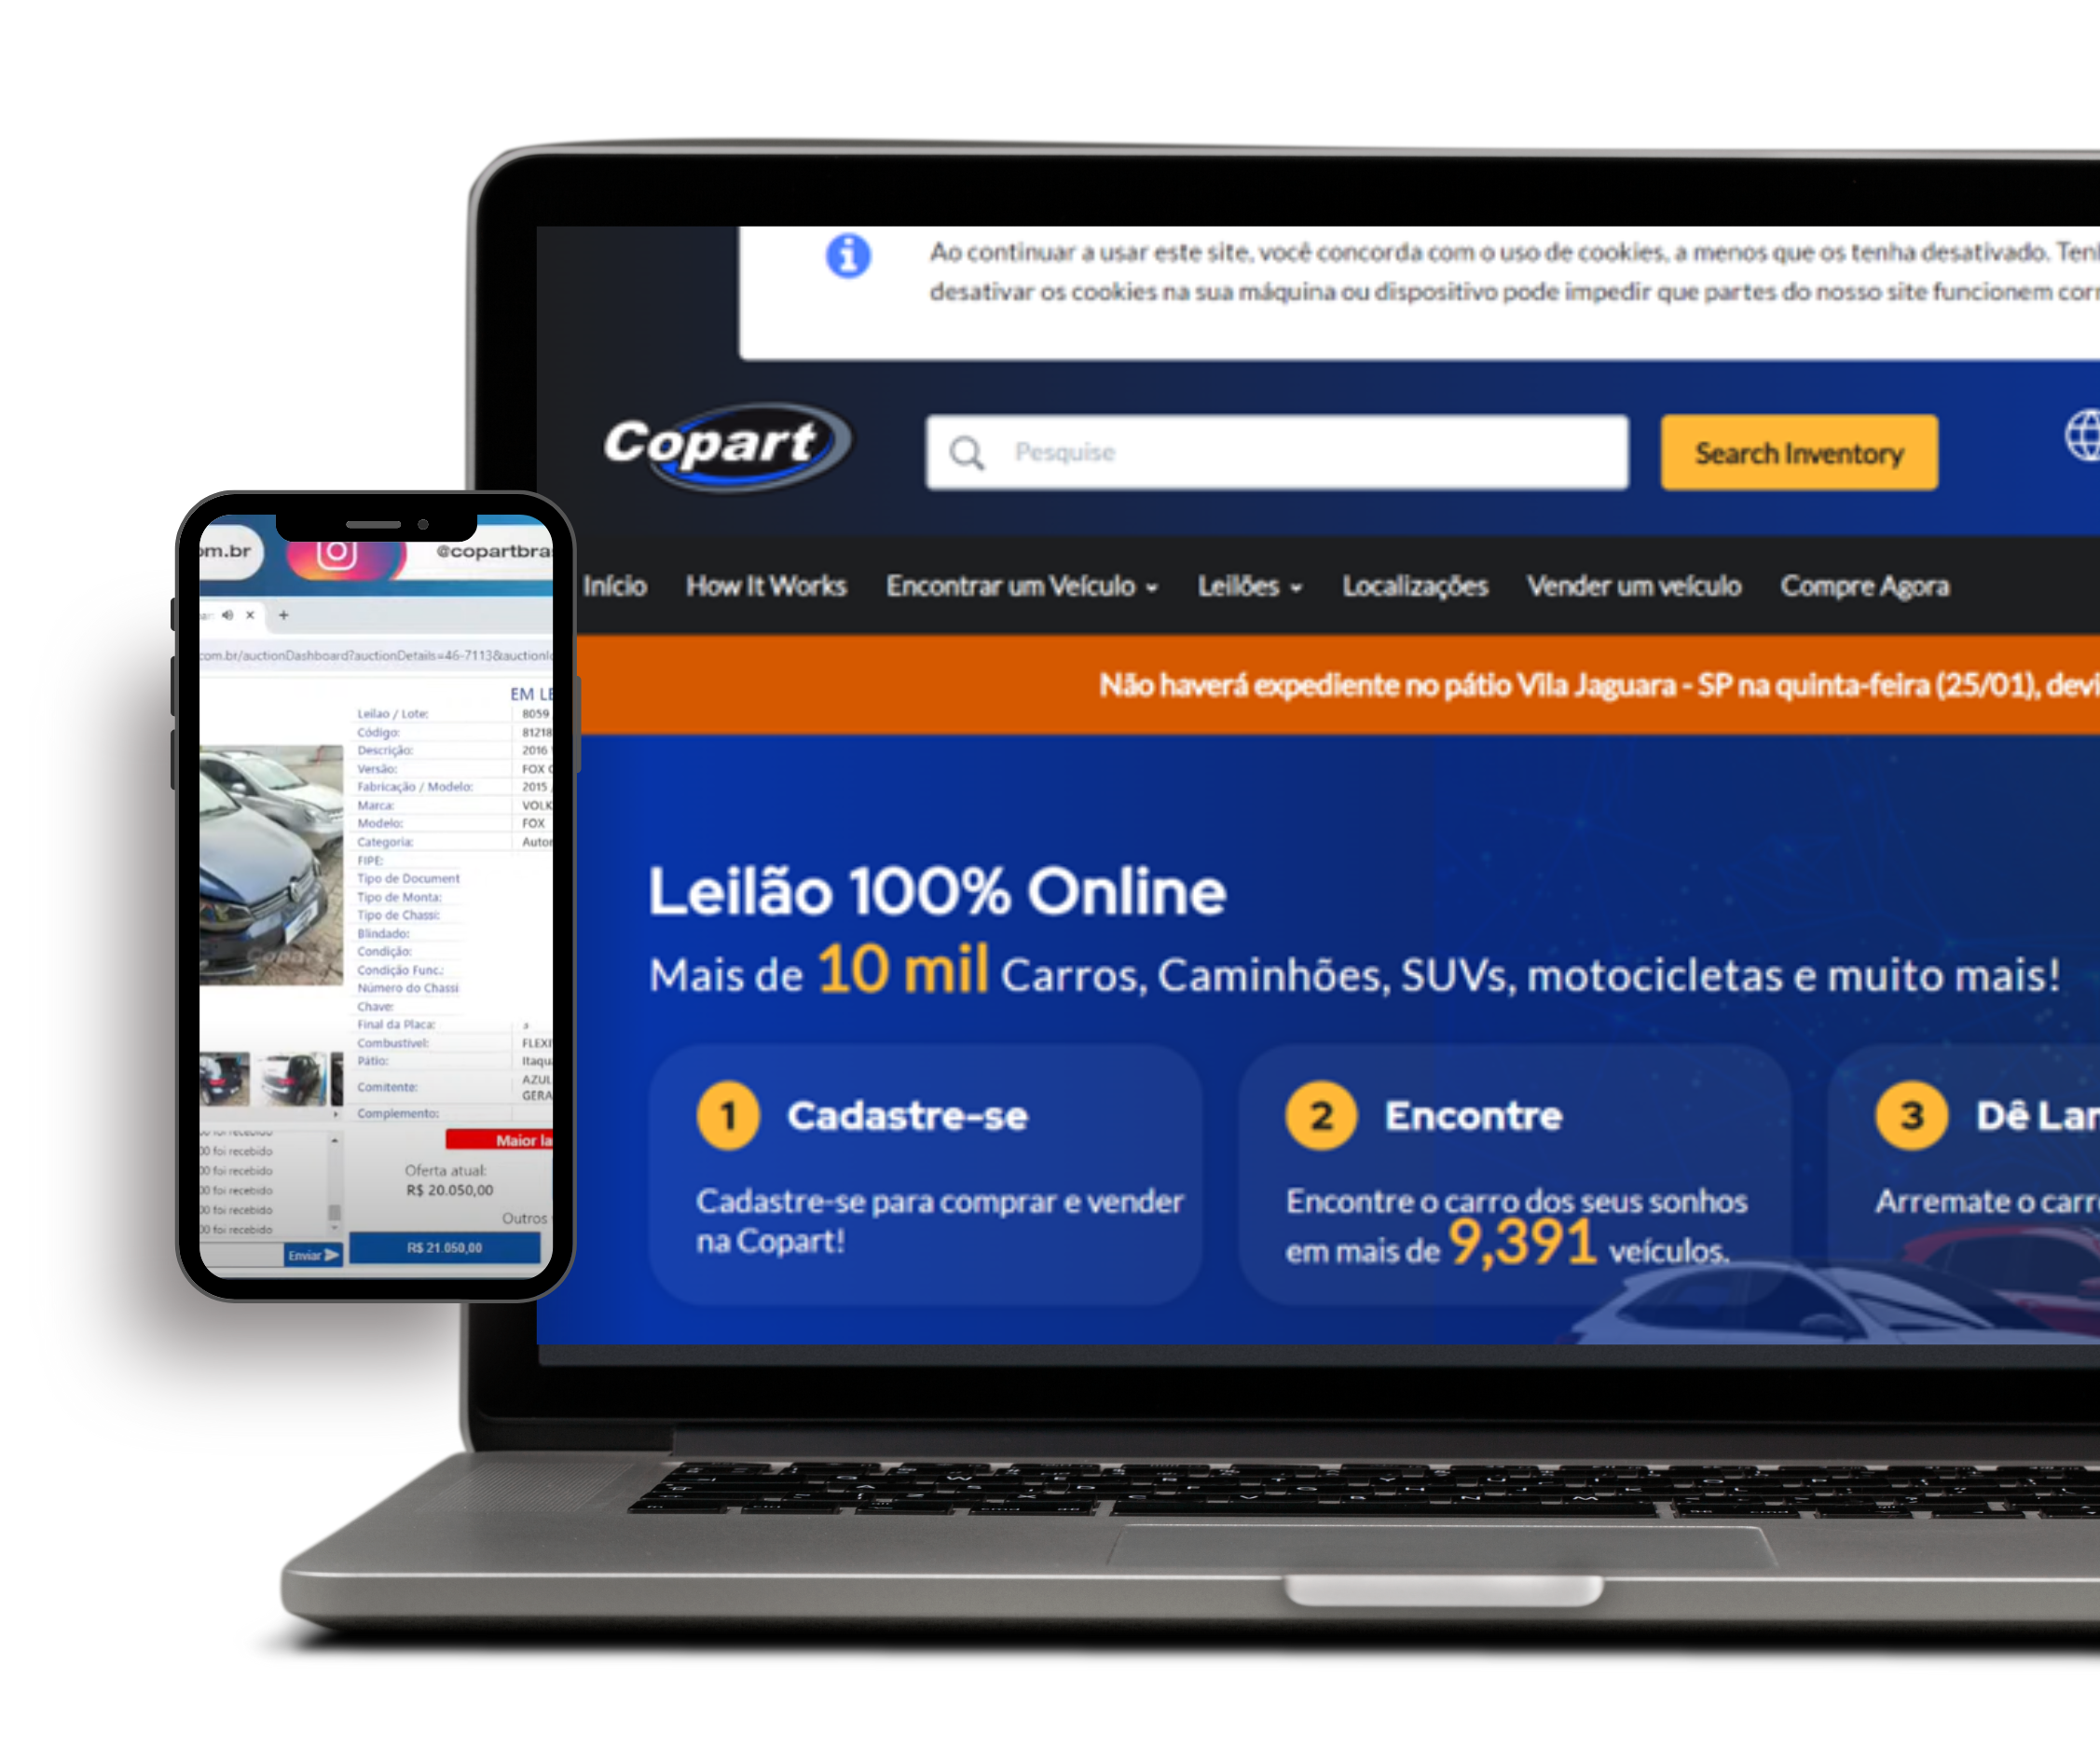 Ao continuar a usar este site, você concorda com o uso de cookies, a menos que os tenha desativado.
desativar os cookies na sua máquina ou dispositivo pode impedir que partes do nosso site funcionem
Copart
Pesquise
Search Inventory
Início How It Works Encontrar um Veículo Leilões Localizações Vender um veículo Compre Agora
Não haverá expediente no pátio Vila Jaguara - SP na quinta-feira (25/01),
Leilão 100% Online
Mais de 10 mil Carros, Caminhões, SUVs, motocicletas e muito mais!
1 Cadastre-se
Cadastre-se para comprar e vender
na Copart!
2 Encontre
Encontre o carro dos seus sonhos
em mais de 9,391 veículos.
3 Dê Lan
Arremate o carr
om.br
@copartbra
com.br/auctionDashboard?auctionDetails=46-7113&auctionId
EM LE
Leilao / Lote: 8059
Código: 81218
Descrição: 2016
Versão: FOX
Fabricação / Modelo: 2015 /
Marca: VOLK
Modelo: FOX
Categoria: Autor
FIPE:
Tipo de Document
Tipo de Monta:
Tipo de Chassi:
Blindado:
Condição:
Condição Func.:
Número do Chassi
Chave:
Final da Placa:
Combustível: FLEXI
Pátio: Itaqu
Comitente: AZUL
GERA
Complemento:
Maior la
00 foi recebido
00 foi recebido
00 foi recebido
00 foi recebido
00 foi recebido
Oferta atual:
R$ 20.050,00
Outros
Enviar
R$ 21.050,00